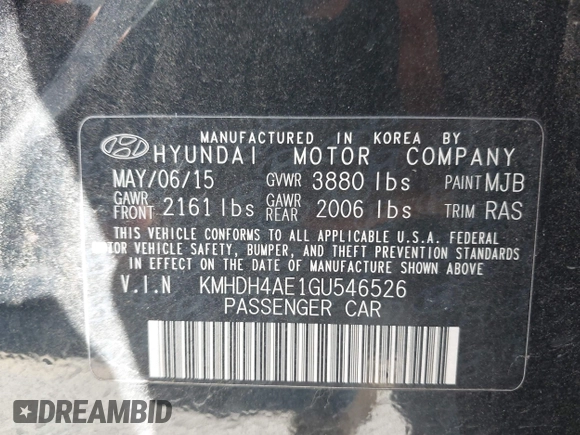 MANUFACTURED IN KOREA BY
HYUNDAI MOTOR COMPANY
MAY/06/15 GVWR 3880 lbs PAINT MJB
GAWR FRONT 2161 lbs GAWR REAR 2006 lbs TRIM RAS
THIS VEHICLE CONFORMS TO ALL APPLICABLE U.S.A. FEDERAL
MOTOR VEHICLE SAFETY, BUMPER, AND THEFT PREVENTION STANDARDS
IN EFFECT ON THE DATE OF MANUFACTURE SHOWN ABOVE
V.I.N KMHDH4AE1GU546526
PASSENGER CAR
DREAMBID